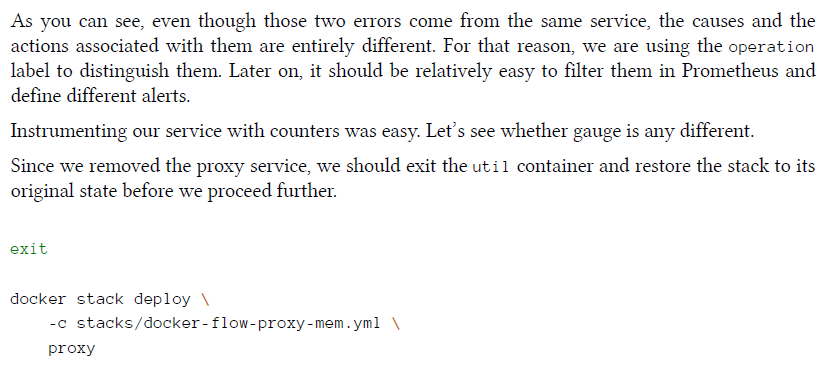 As you can see, even though those two errors come from the same service, the causes and the
actions associated with them are entirely different. For that reason, we are using the operation
label to distinguish them. Later on, it should be relatively easy to filter them in Prometheus and
define different alerts.
Instrumenting our service with counters was easy. Let’s see whether gauge is any different.
Since we removed the proxy service, we should exit the util container and restore the stack to its
original state before we proceed further.
exit
docker stack deploy \
    -c stacks/docker-flow-proxy-mem.yml \
    proxy